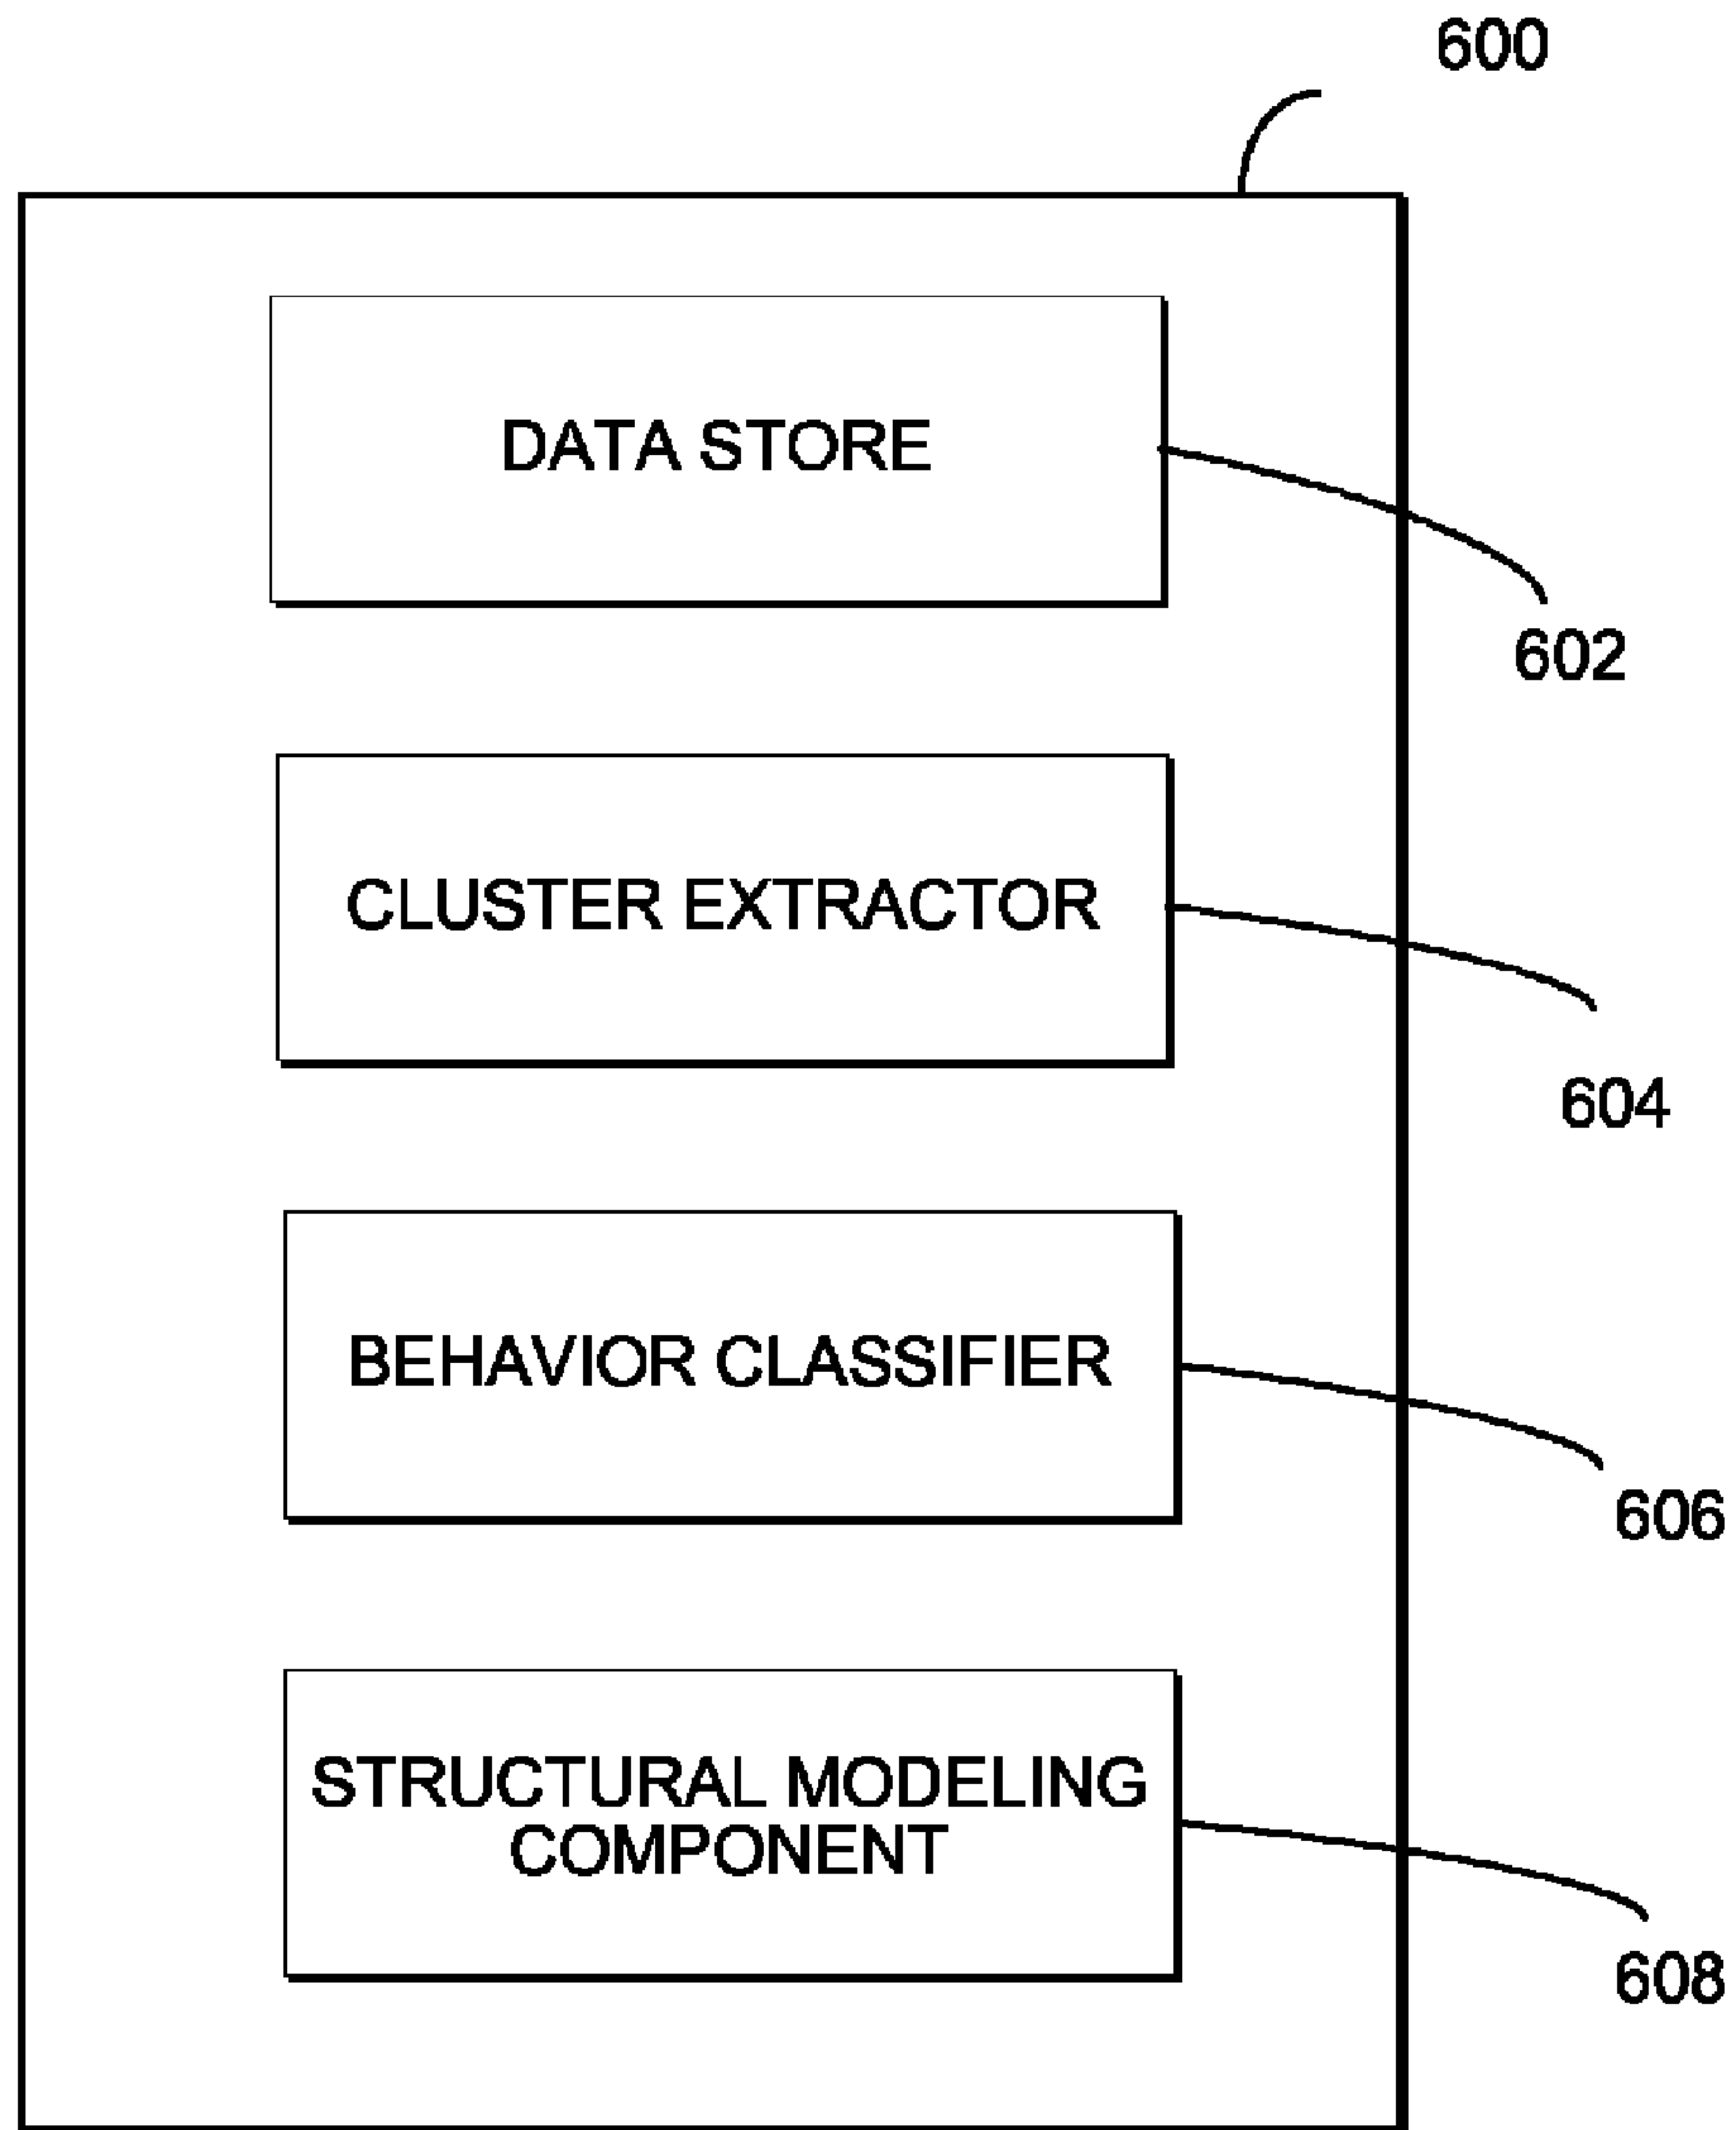 600
DATA STORE
602
CLUSTER EXTRACTOR
604
BEHAVIOR CLASSIFIER
606
STRUCTURAL MODELING
COMPONENT
608